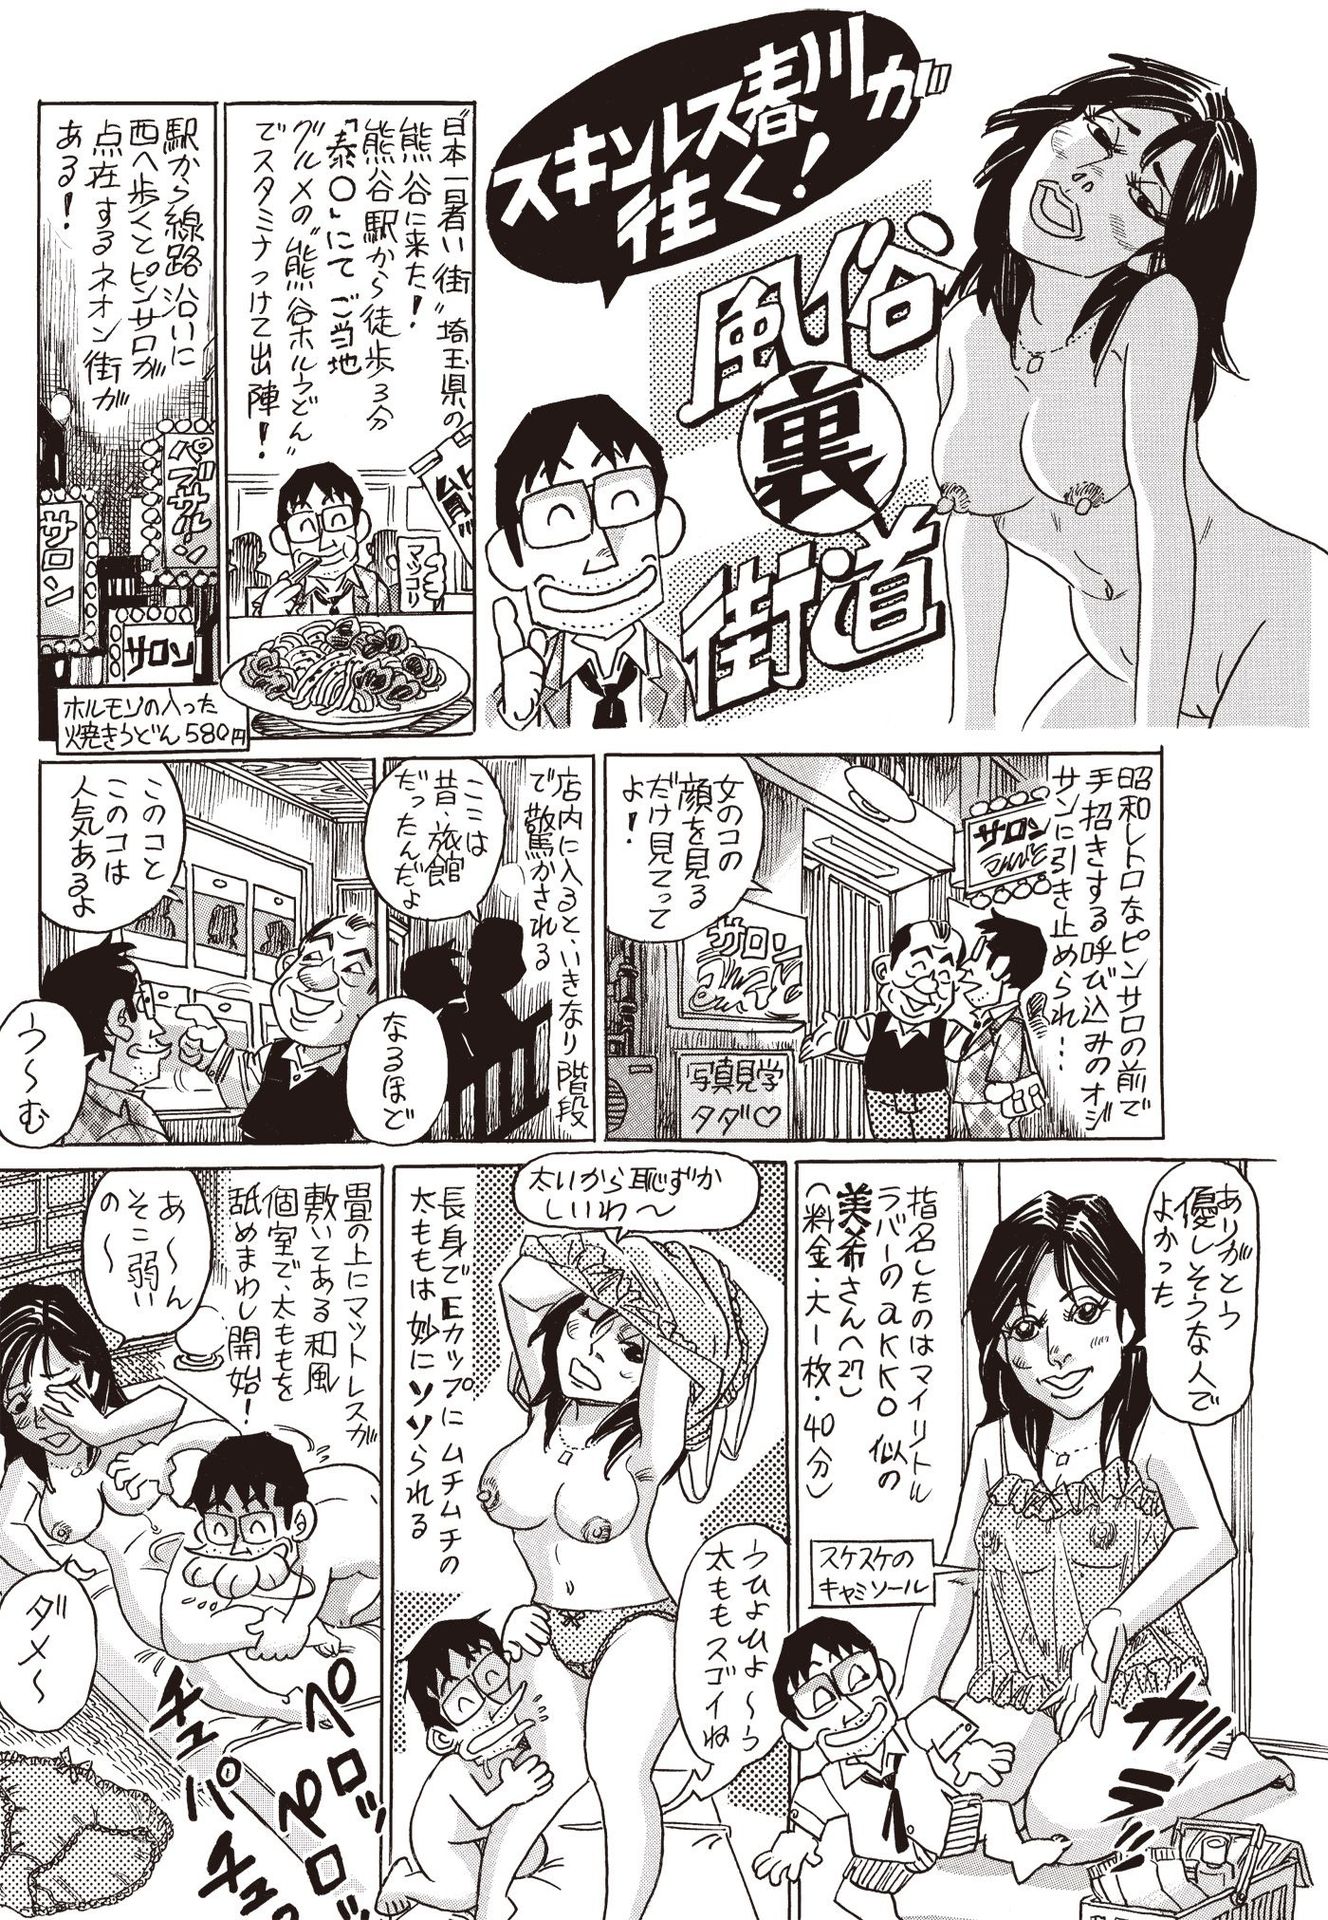 スキンレス春川が
往く!
風俗
裏
街道
日本一暑い街〟埼玉県の
熊谷に来た!
熊谷駅から徒歩3分
「泰〇」にてご当地
グルメの〝熊谷ホルうどん〟
でスタミナつけて出陣!
マッコリ
ホルモンの入った
焼きうどん580円
駅から線路沿いに
西へ歩くとピンサロが
点在するネオン街が
ある!
サロン
サロン
昭和レトロなピンサロの前で
手招きする呼び込みのオジ
サンに引き止められ…
サロン
女のコの
顔を見る
だけ見てって
よ!
サロン
写真見学
タダ♡
店内に入ると、いきなり階段
で驚かされる
ここは
昔、旅館
だったんだよ
なるほど
このコと
このコは
人気あるよ
う〜む
ありがとう
優しそうな人で
よかった
指名したのはマイリトル
ラバーのakko似の
美希さんへ27)
(料金・大一枚・40分)
スケスケの
キャミソール
太いから恥ずか
しいわ〜
長身でEカップにムチムチの
太ももは妙にソソられる
うひょひょ〜う
太ももスゴイね
畳の上にマットレスが
敷いてある和風
個室で、太ももを
舐めまわし開始!
あ〜ん
そこ弱い
の〜
ダメ〜
ペロペロッ
チュパチュ